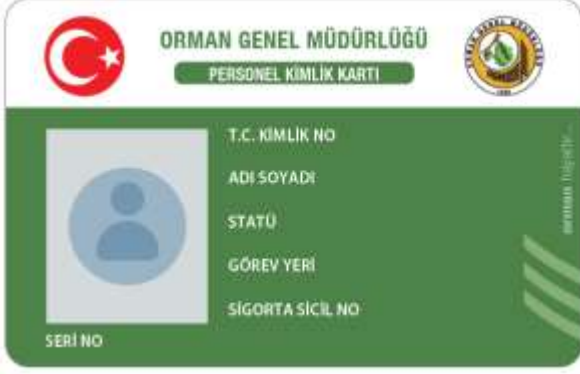 ORMAN GENEL MÜDÜRLÜĞÜ
PERSONEL KİMLİK KARTI
T.C. KİMLİK NO
ADI SOYADI
STATÜ
GÖREV YERİ
SİGORTA SİCİL NO
SERİ NO
orman